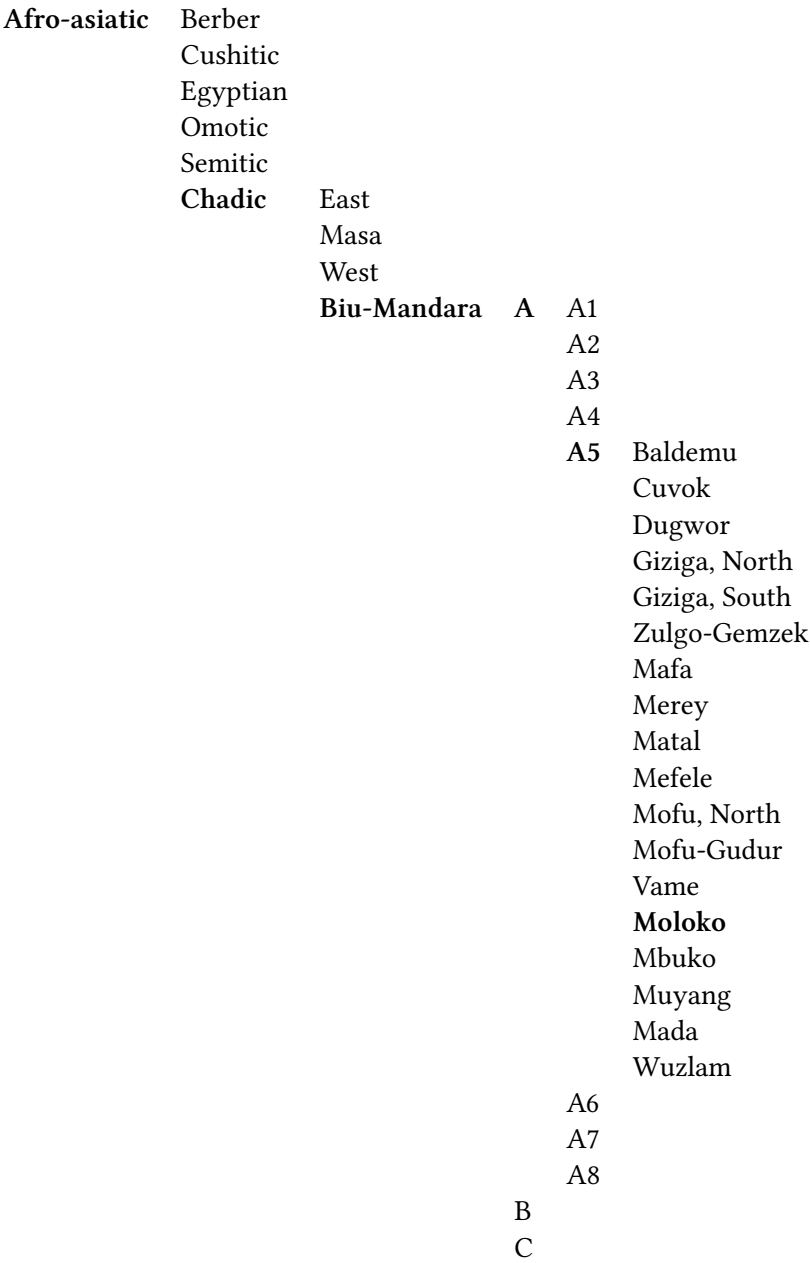 Afro-asiatic Berber
Cushitic
Egyptian
Omotic
Semitic
Chadic East
Masa
West
Biu-Mandara A A1
A2
A3
A4
A5 Baldemu
Cuvok
Dugwor
Giziga, North
Giziga, South
Zulgo-Gemzek
Mafa
Merey
Matal
Mefele
Mofu, North
Mofu-Gudur
Vame
Moloko
Mbuko
Muyang
Mada
Wuzlam
A6
A7
A8
B
C